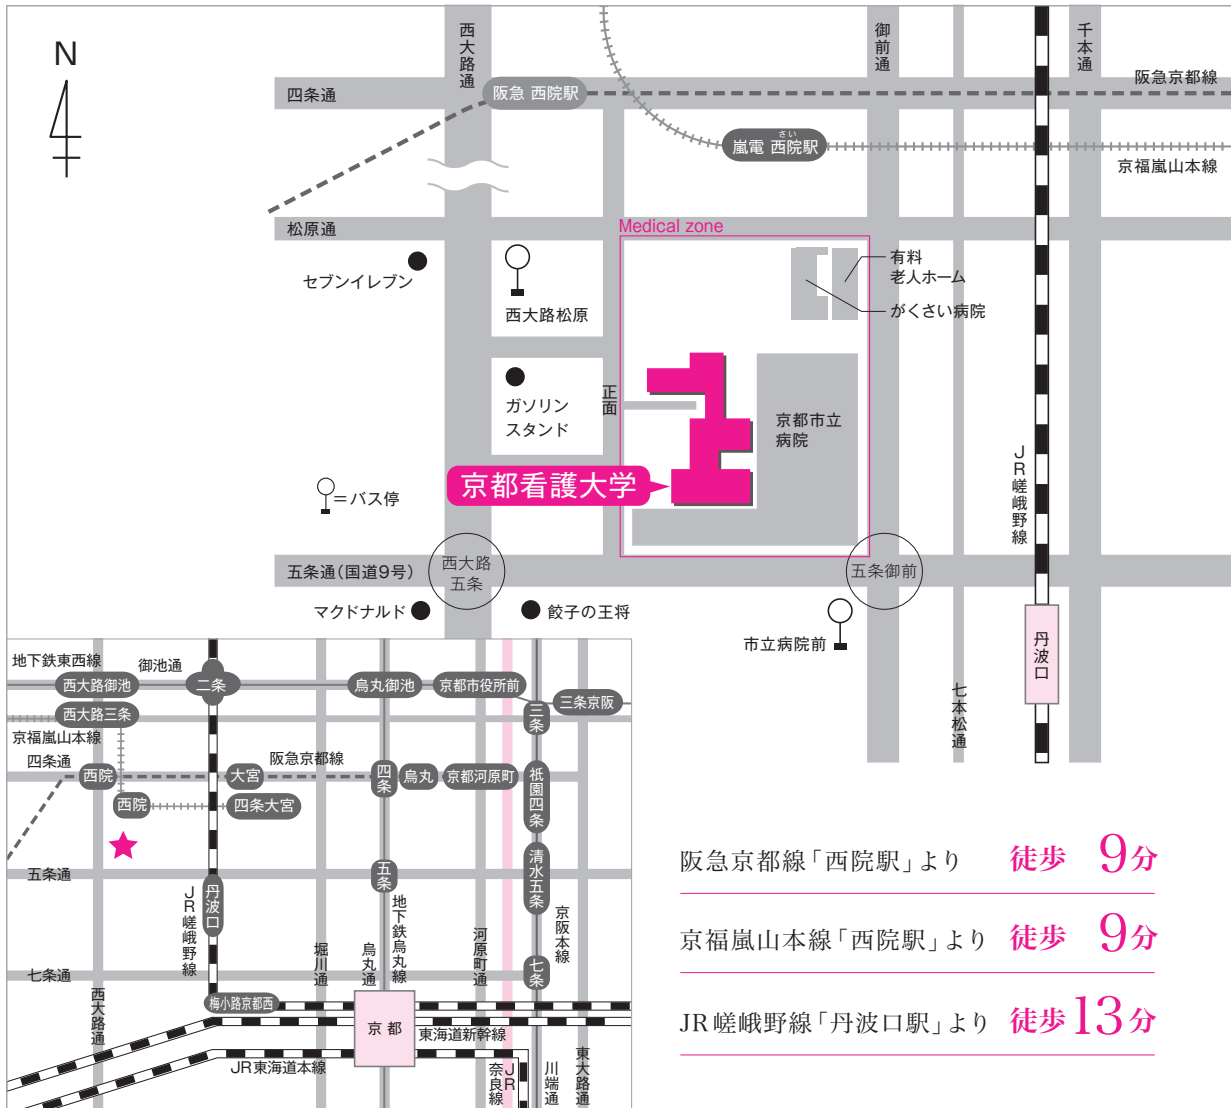 N
西大路通
御前通
千本通
四条通
阪急 西院駅
阪急京都線
さい
嵐電 西院駅
京福嵐山本線
松原通
Medical zone
セブンイレブン
西大路松原
有料
老人ホーム
がくさい病院
ガソリン
スタンド
正面
京都市立
病院
京都看護大学
JR嵯峨野線
=バス停
五条通(国道9号)
西大路
五条
五条御前
マクドナルド
餃子の王将
市立病院前
丹波口
七本松通
地下鉄東西線
御池通
西大路御池
二条
烏丸御池
京都市役所前
三条京阪
西大路三条
三条
京福嵐山本線
四条通
阪急京都線
西院
大宮
四条
烏丸
京都河原町
祇園四条
西院
四条大宮
五条通
丹波口
五条
清水五条
JR嵯峨野線
堀川通
烏丸通
地下鉄烏丸線
河原町通
京阪本線
七条通
七条
西大路通
梅小路京都西
京都
東海道新幹線
JR東海道本線
JR
奈良線
川端通
東大路通
阪急京都線「西院駅」より 徒歩 9分
京福嵐山本線「西院駅」より 徒歩 9分
JR嵯峨野線「丹波口駅」より 徒歩13分